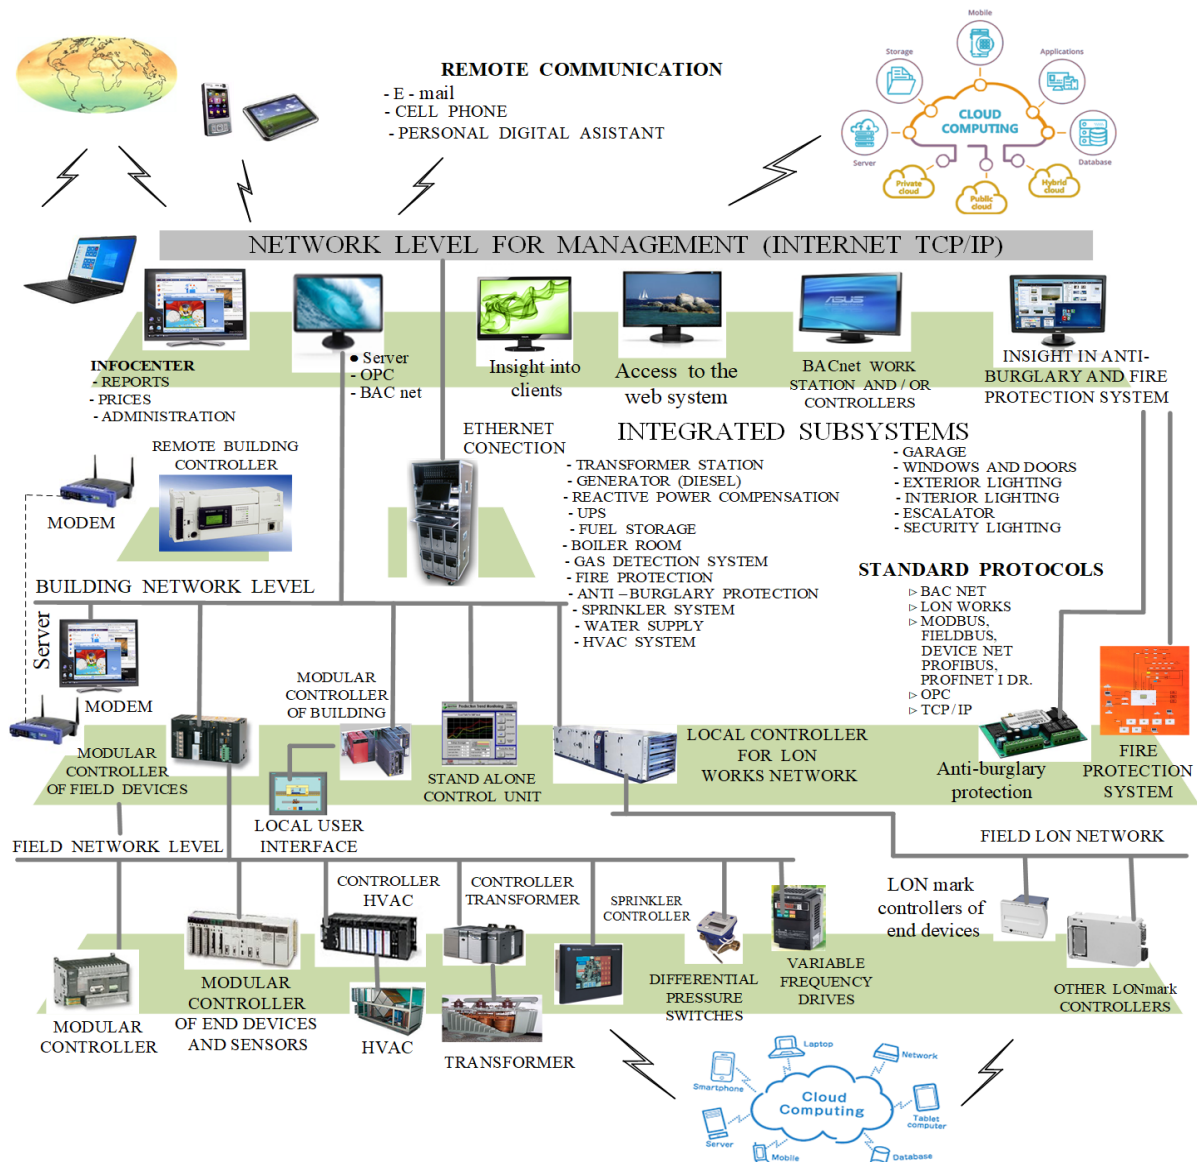 REMOTE COMMUNICATION
- E - mail
- CELL PHONE
- PERSONAL DIGITAL ASISTANT
Mobile
Storage
Applications
CLOUD
COMPUTING
Server
Database
Private
cloud
Public
cloud
Hybrid
cloud
NETWORK LEVEL FOR MANAGEMENT (INTERNET TCP/IP)
ASUS
INFOCENTER
- REPORTS
- PRICES
- ADMINISTRATION
● Server
- OPC
- BAC net
Insight into
clients
Access to the
web system
BACnet WORK
STATION AND / OR
CONTROLLERS
INSIGHT IN ANTI-
BURGLARY AND FIRE
PROTECTION SYSTEM
REMOTE BUILDING
CONTROLLER
MODEM
ETHERNET
CONECTION
INTEGRATED SUBSYSTEMS
- TRANSFORMER STATION
- GENERATOR (DIESEL)
- REACTIVE POWER COMPENSATION
- UPS
- FUEL STORAGE
- BOILER ROOM
- GAS DETECTION SYSTEM
- FIRE PROTECTION
- ANTI – BURGLARY PROTECTION
- SPRINKLER SYSTEM
- WATER SUPPLY
- HVAC SYSTEM
- GARAGE
- WINDOWS AND DOORS
- EXTERIOR LIGHTING
- INTERIOR LIGHTING
- ESCALATOR
- SECURITY LIGHTING
STANDARD PROTOCOLS
▷ BAC NET
▷ LON WORKS
▷ MODBUS,
FIELDBUS,
DEVICE NET
PROFIBUS,
PROFINET I DR.
▷ OPC
▷ TCP / IP
BUILDING NETWORK LEVEL
Server
MODEM
MODULAR
CONTROLLER
OF FIELD DEVICES
MODULAR
CONTROLLER
OF BUILDING
LOCAL USER
INTERFACE
STAND ALONE
CONTROL UNIT
LOCAL CONTROLLER
FOR LON
WORKS NETWORK
Anti-burglary
protection
FIRE
PROTECTION
SYSTEM
FIELD NETWORK LEVEL
FIELD LON NETWORK
CONTROLLER
HVAC
CONTROLLER
TRANSFORMER
SPRINKLER
CONTROLLER
LON mark
controllers of
end devices
MODULAR
CONTROLLER
MODULAR
CONTROLLER
OF END DEVICES
AND SENSORS
HVAC
TRANSFORMER
DIFFERENTIAL
PRESSURE
SWITCHES
VARIABLE
FREQUENCY
DRIVES
OTHER LONmark
CONTROLLERS
Laptop
Network
Smartphone
Cloud
Computing
Tablet
computer
Server
Mobile
Database